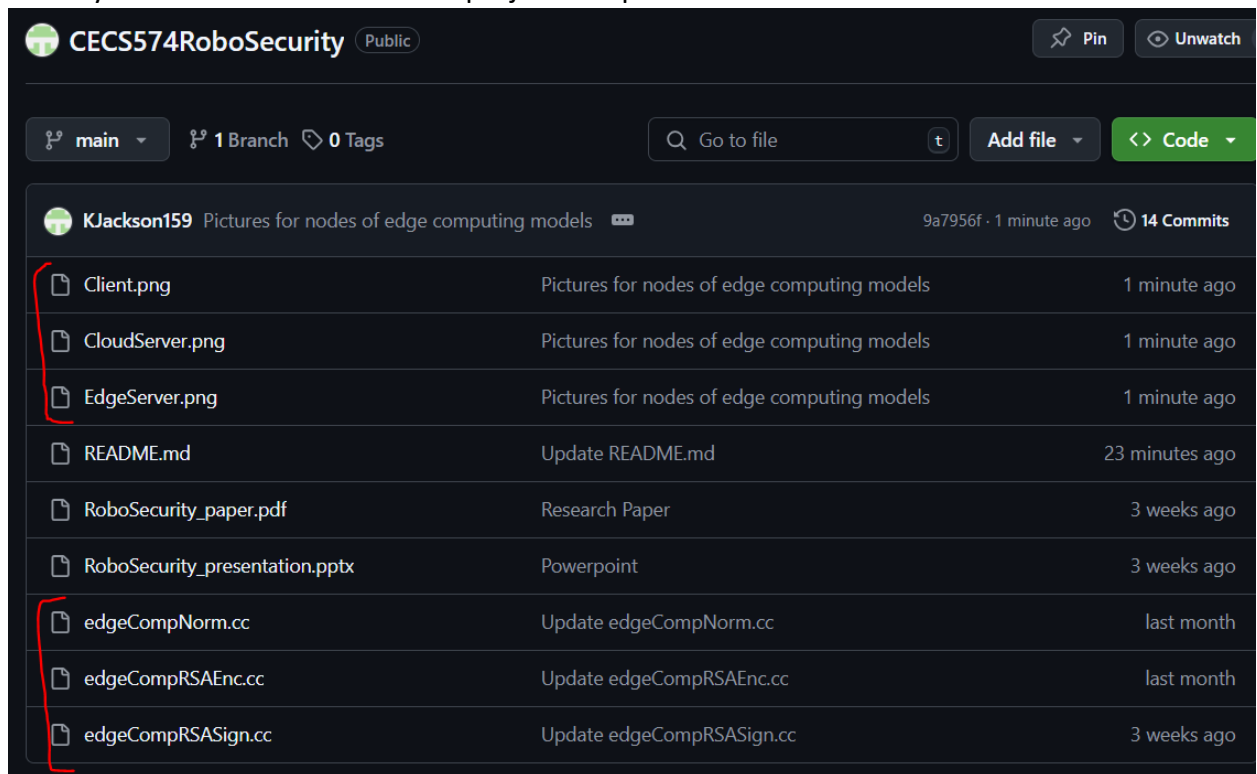 CECS574RoboSecurity Public Pin Unwatch
main 1 Branch 0 Tags Go to file t Add file <> Code
KJackson159 Pictures for nodes of edge computing models 9a7956f · 1 minute ago 14 Commits
Client.png Pictures for nodes of edge computing models 1 minute ago
CloudServer.png Pictures for nodes of edge computing models 1 minute ago
EdgeServer.png Pictures for nodes of edge computing models 1 minute ago
README.md Update README.md 23 minutes ago
RoboSecurity_paper.pdf Research Paper 3 weeks ago
RoboSecurity_presentation.pptx Powerpoint 3 weeks ago
edgeCompNorm.cc Update edgeCompNorm.cc last month
edgeCompRSAEnc.cc Update edgeCompRSAEnc.cc last month
edgeCompRSASign.cc Update edgeCompRSASign.cc 3 weeks ago